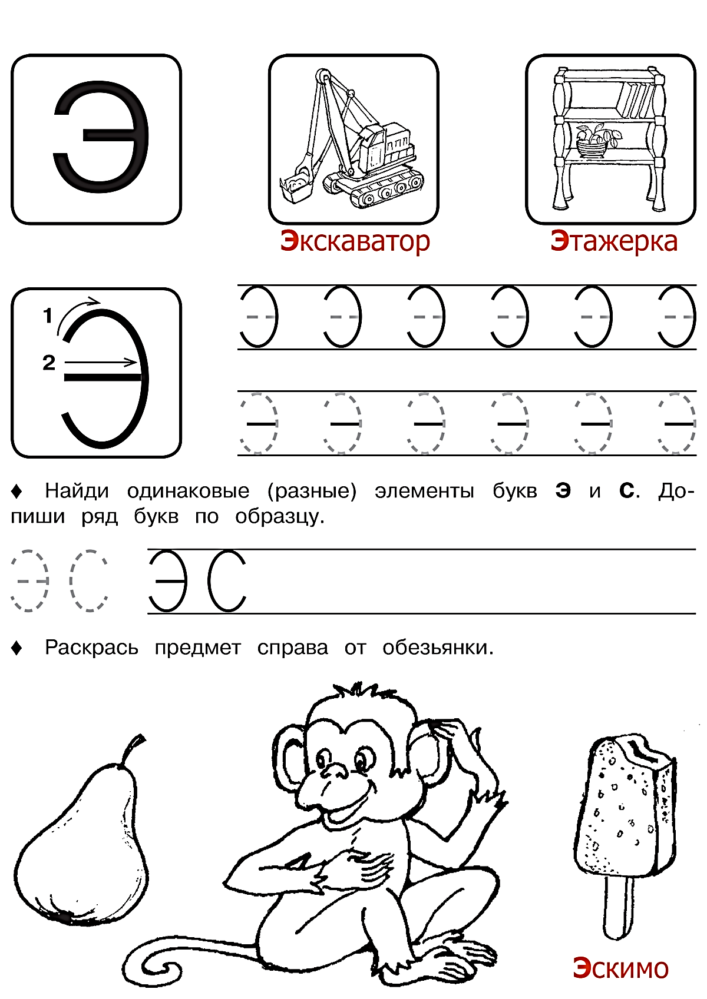 Э
Экскаватор Этажерка
1
2
Э
Э Э Э Э Э Э
Э Э Э Э Э Э
♦ Найди одинаковые (разные) элементы букв Э и С. До-
пиши ряд букв по образцу.
Э С Э С
♦ Раскрась предмет справа от обезьянки.
Эскимо